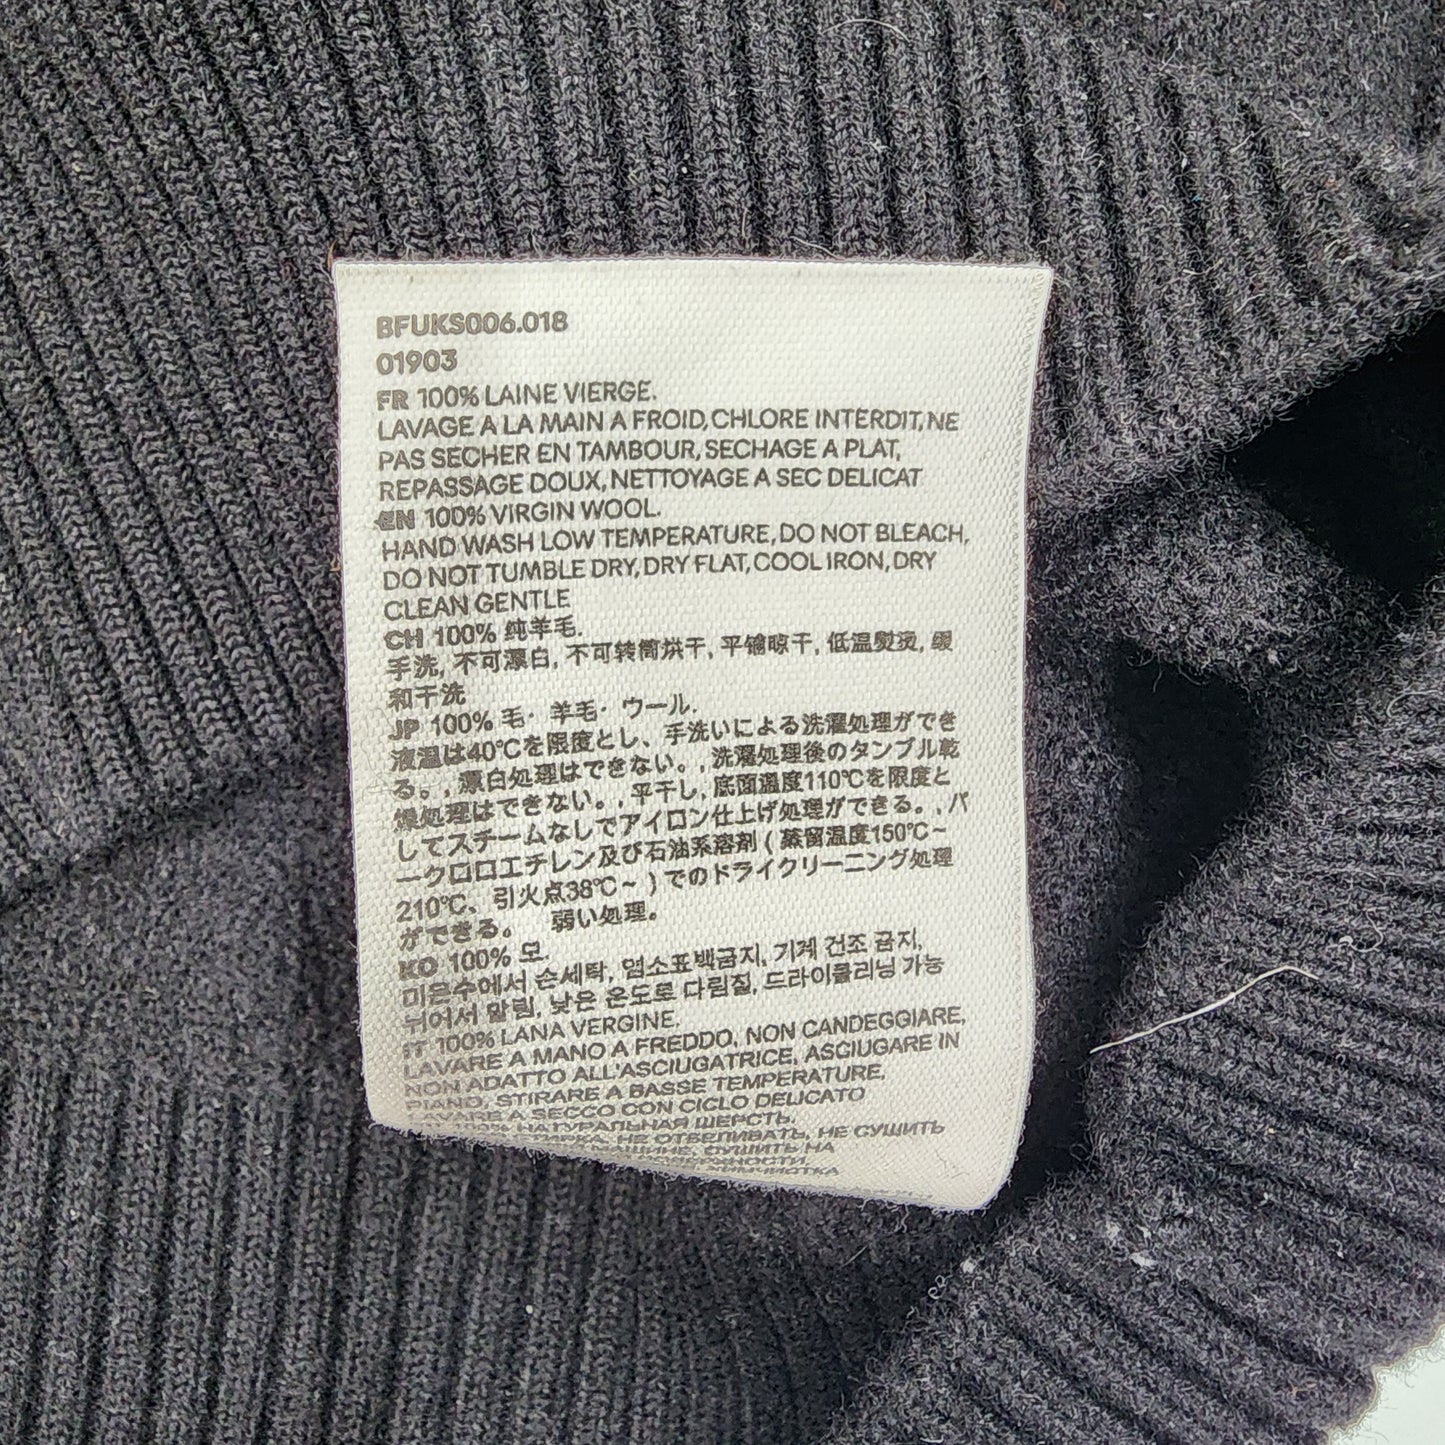 BFUKS006.018
01903
FR 100% LAINE VIERGE.
LAVAGE A LA MAIN A FROID,CHLORE INTERDIT,NE
PAS SECHER EN TAMBOUR,SECHAGE A PLAT,
REPASSAGE DOUX,NETTOYAGE A SEC DELICAT
EN 100% VIRGIN WOOL.
HAND WASH LOW TEMPERATURE,DO NOT BLEACH,
DO NOT TUMBLE DRY,DRY FLAT,COOL IRON,DRY
CLEAN GENTLE
CH 100% 纯羊毛.
手洗, 不可漂白, 不可转筒烘干, 平铺晾干, 低温熨烫, 缓
和干洗
JP 100% 毛・羊毛・ウール.
液温は40℃を限度とし、手洗いによる洗濯処理ができ
る。, 漂白処理はできない。, 洗濯処理後のタンブル乾
燥処理はできない。, 平干し, 底面温度110℃を限度と
してスチームなしでアイロン仕上げ処理ができる。, パ
ークロロエチレン及び石油系溶剤 ( 蒸留温度150℃~
210℃、引火点38℃~ ) でのドライクリーニング処理
ができる。 弱い処理。
KO 100% 모.
미온수에서 손세탁, 염소표백금지, 기계 건조 금지,
뉘어서 말림, 낮은 온도로 다림질, 드라이클리닝 가능
IT 100% LANA VERGINE.
LAVARE A MANO A FREDDO, NON CANDEGGIARE,
NON ADATTO ALL'ASCIUGATRICE, ASCIUGARE IN
PIANO, STIRARE A BASSE TEMPERATURE,
LAVARE A SECCO CON CICLO DELICATO
100% НАТУРАЛЬНАЯ ШЕРСТЬ.
НЕ ОТБЕЛИВАТЬ, НЕ СУШИТЬ
СУШИТЬ НА